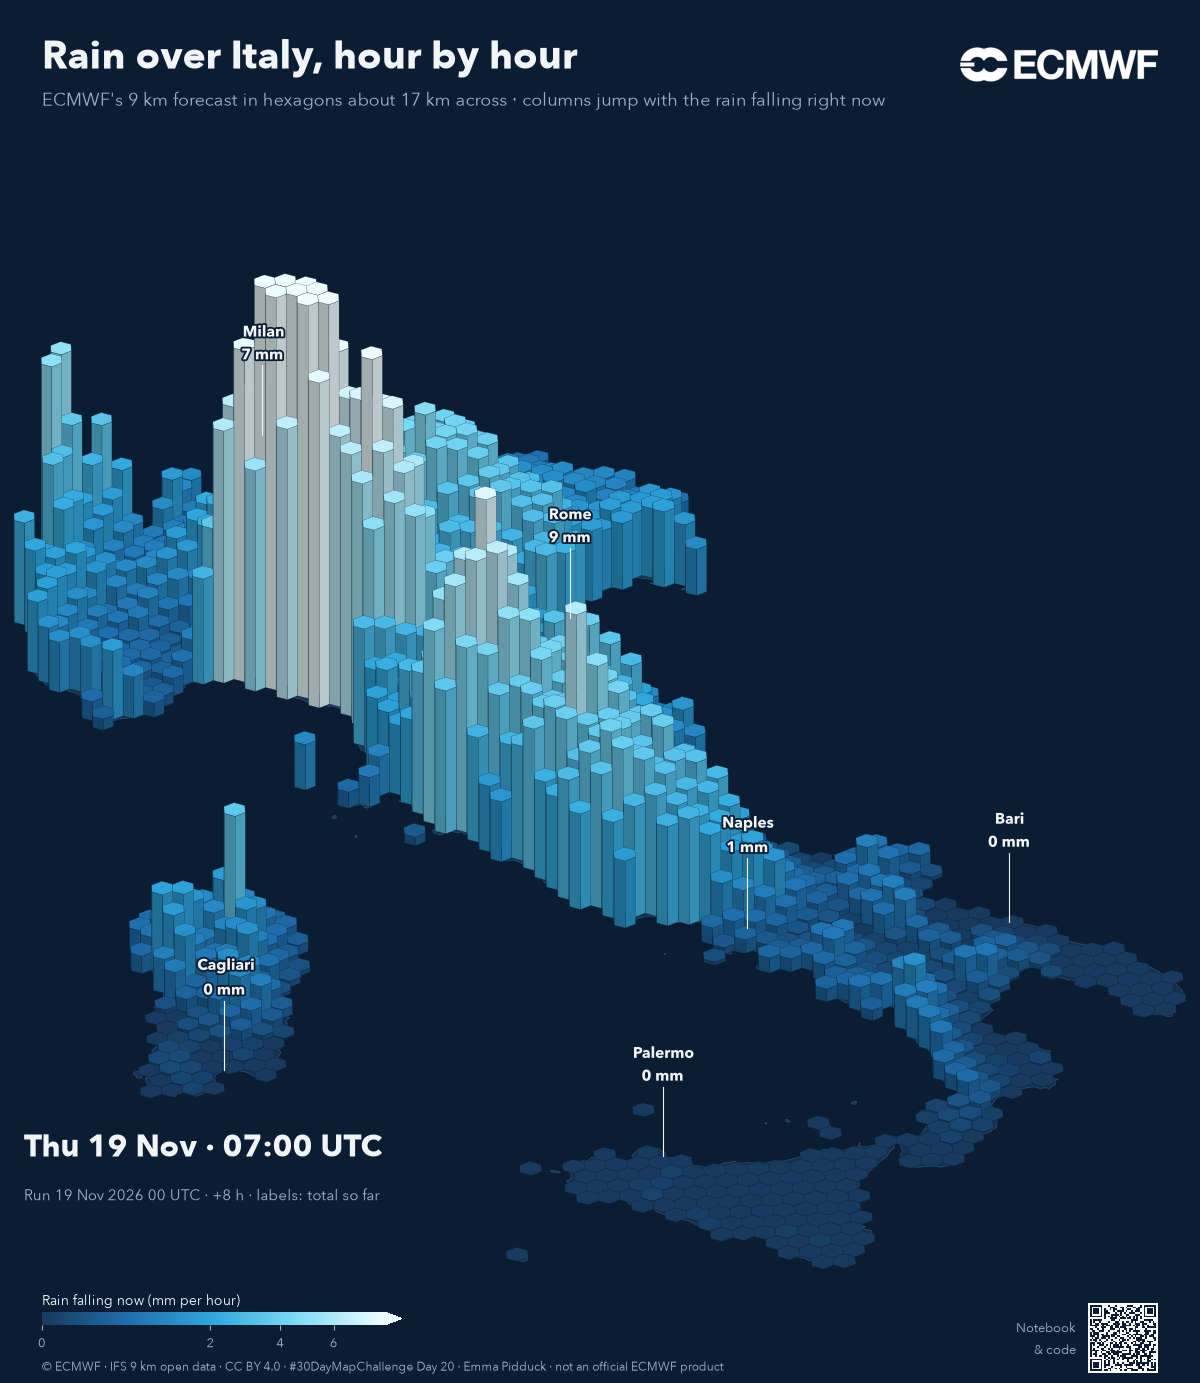 Rain over Italy, hour by hour
ECMWF
ECMWF's 9 km forecast in hexagons about 17 km across · columns jump with the rain falling right now
Milan
7 mm
Rome
9 mm
Naples
1 mm
Bari
0 mm
Cagliari
0 mm
Palermo
0 mm
Thu 19 Nov · 07:00 UTC
Run 19 Nov 2026 00 UTC · +8 h · labels: total so far
Rain falling now (mm per hour)
0 2 4 6
Notebook
& code
© ECMWF · IFS 9 km open data · CC BY 4.0 · #30DayMapChallenge Day 20 · Emma Pidduck · not an official ECMWF product